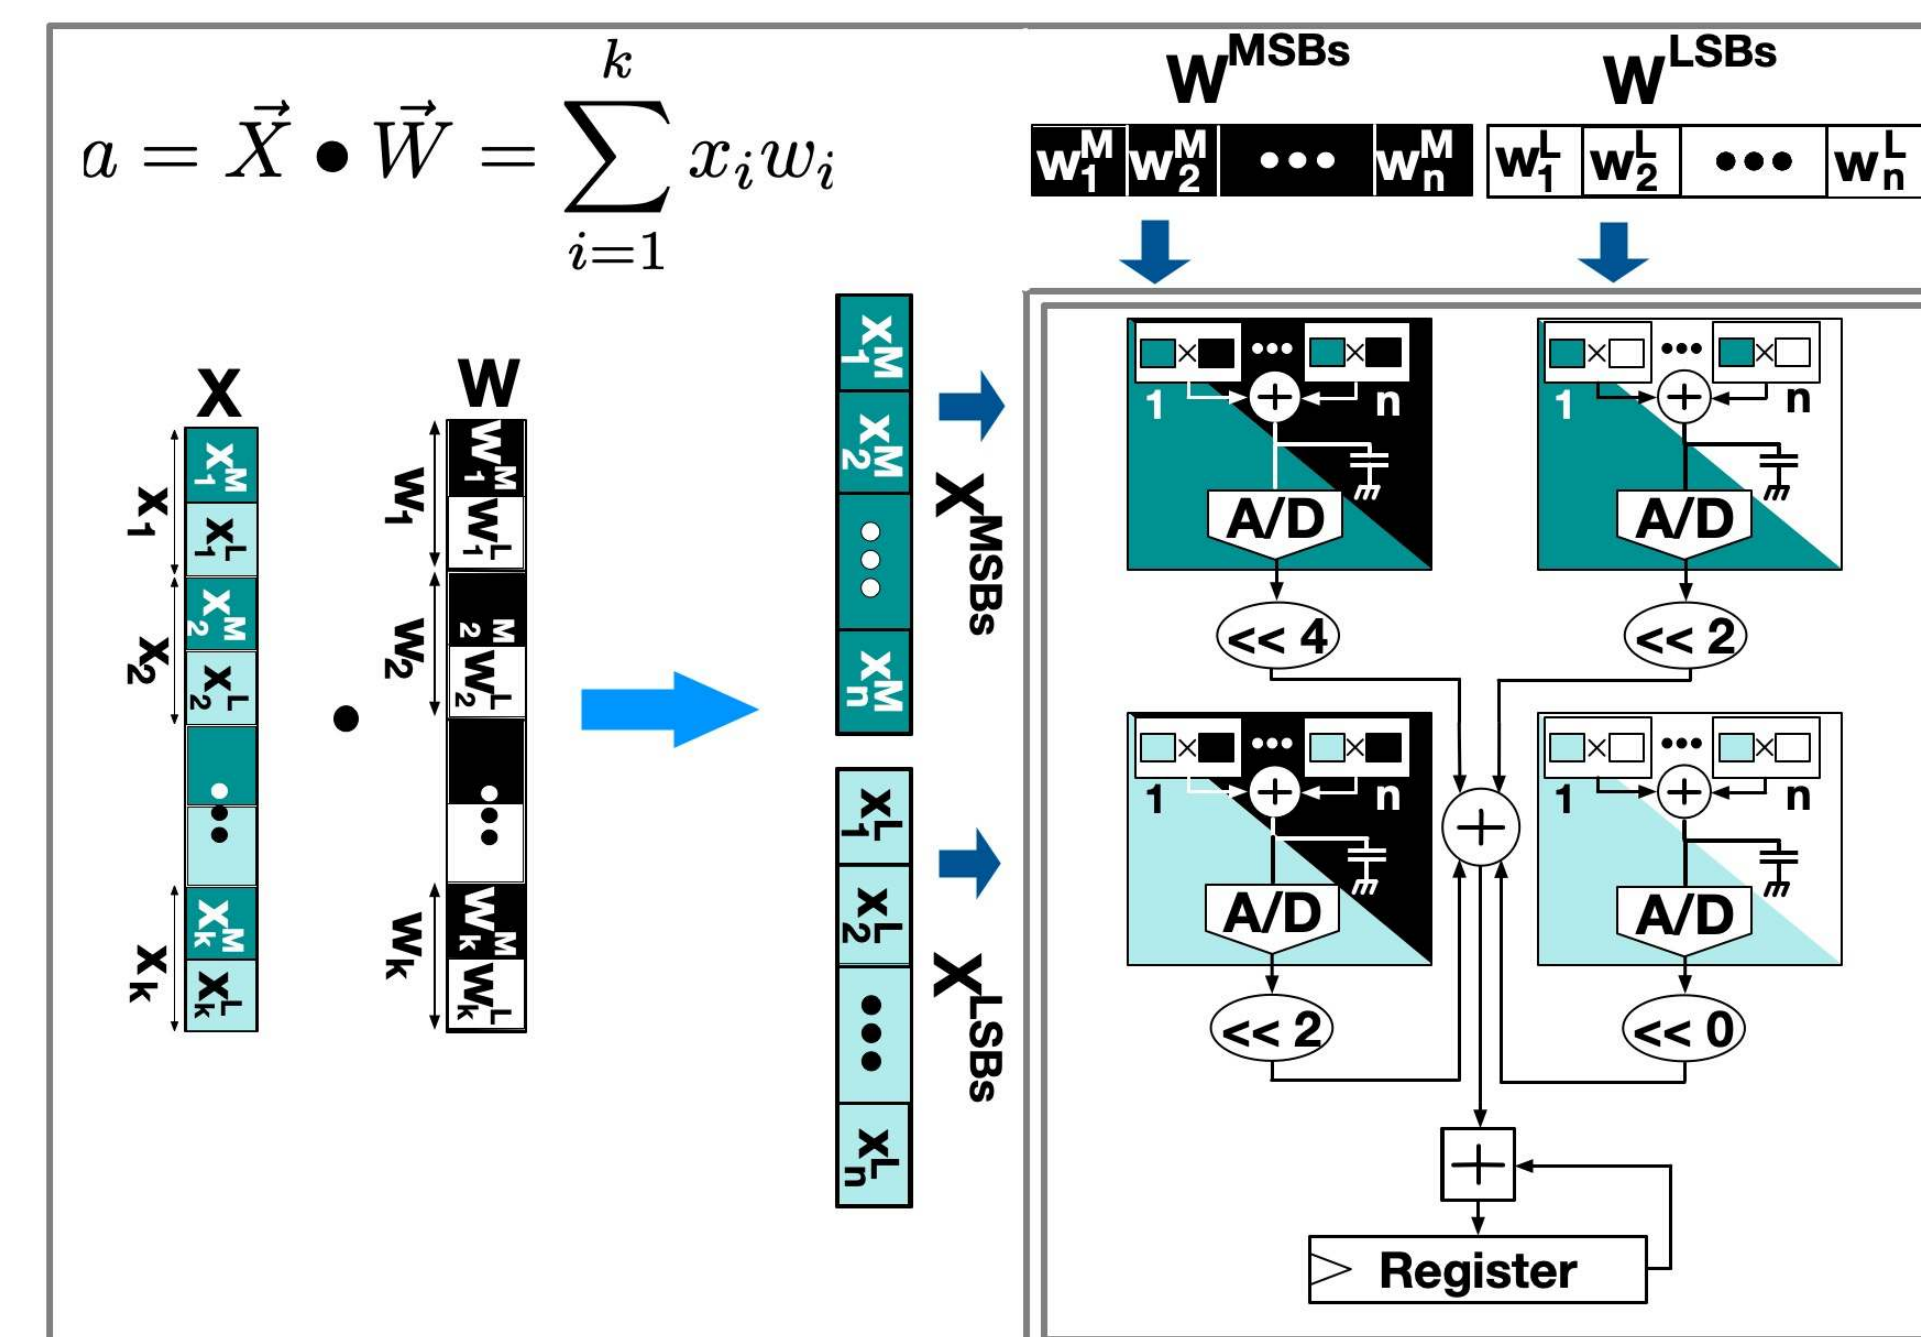 a = X⃗ • W⃗ = ∑_{i=1}^{k} x_i w_i
W^MSBs
W^LSBs
w_1^M w_2^M ••• w_n^M
w_1^L w_2^L ••• w_n^L
X
x_1
x_1^M
x_1^L
x_2
x_2^M
x_2^L
x_k
x_k^M
x_k^L
•
W
w_1
w_1^M
w_1^L
w_2
_2^M
w_2^L
w_k
w_k^M
w_k^L
x_1^M
x_2^M
x_n^M
X^MSBs
x_1^L
x_2^L
x_n^L
X^LSBs
× ••• ×
1 + n
A/D
<< 4
× ••• ×
1 + n
A/D
<< 2
× ••• ×
1 + n
A/D
<< 2
× ••• ×
1 + n
A/D
<< 0
+
+
Register